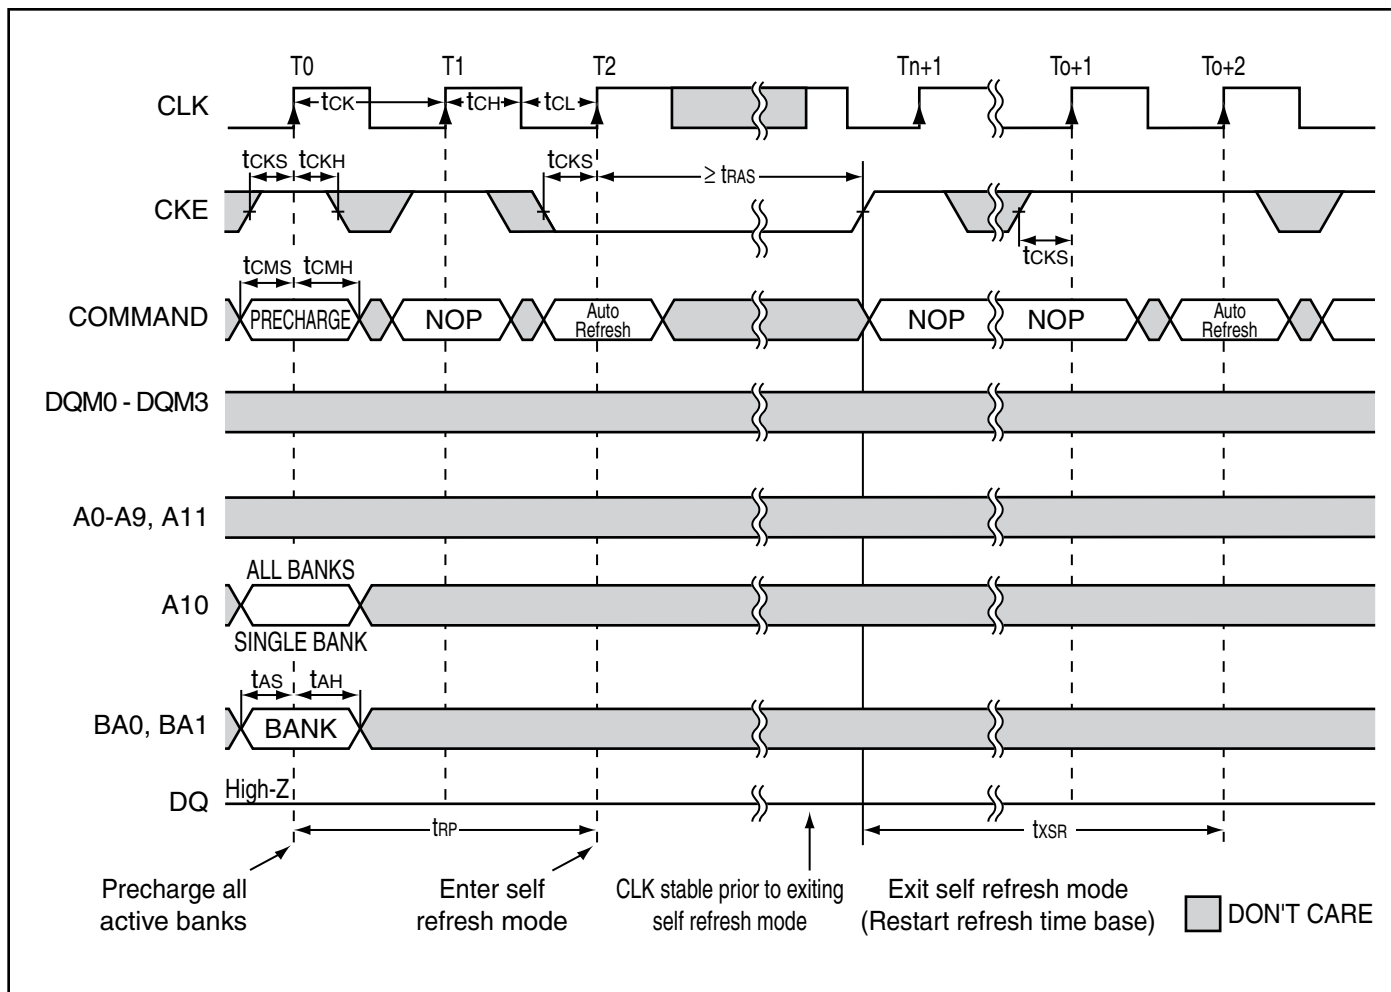 T0 T1 T2 Tn+1 To+1 To+2
CLK tCK tCH tCL
tCKS tCKH tCKS ≥ tRAS
CKE
tCKS
tCMS tCMH
COMMAND PRECHARGE NOP Auto Refresh NOP NOP Auto Refresh
DQM0 - DQM3
A0-A9, A11
ALL BANKS
A10
SINGLE BANK
tAS tAH
BA0, BA1 BANK
High-Z
DQ
tRP tXSR
Precharge all
active banks
Enter self
refresh mode
CLK stable prior to exiting
self refresh mode
Exit self refresh mode
(Restart refresh time base)
DON'T CARE